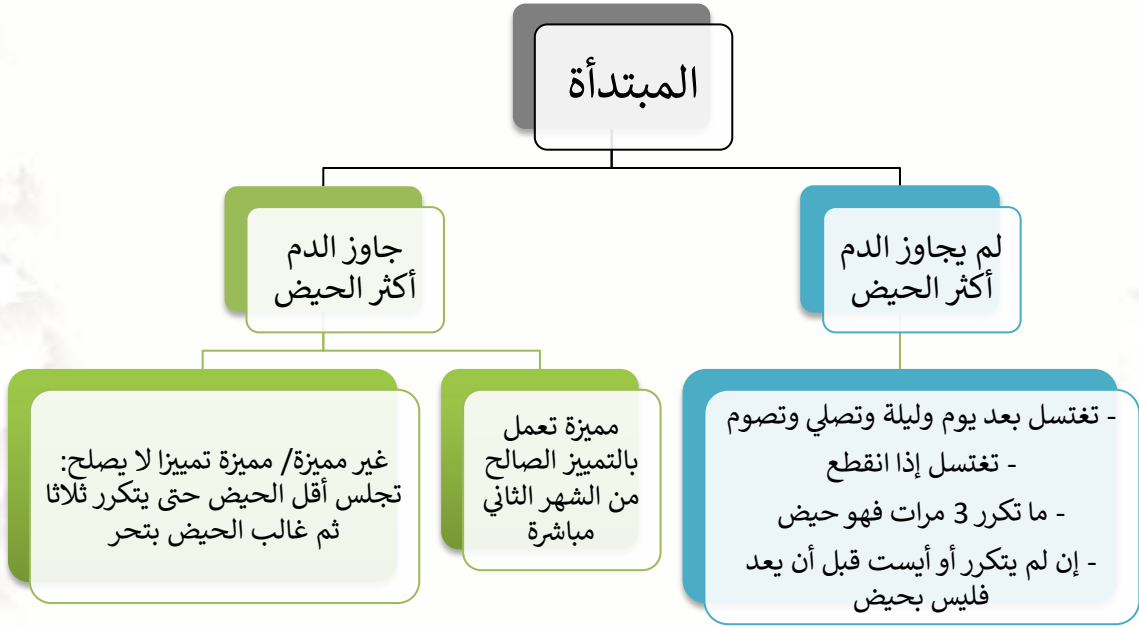 المبتدأة
لم يجاوز الدم
أكثر الحيض
جاوز الدم
أكثر الحيض
- تغتسل بعد يوم وليلة وتصلي وتصوم
- تغتسل إذا انقطع
- ما تكرر 3 مرات فهو حيض
- إن لم يتكرر أو أيست قبل أن يعد
فليس بحيض
مميزة تعمل
بالتمييز الصالح
من الشهر الثاني
مباشرة
غير مميزة/ مميزة تمييزا لا يصلح:
تجلس أقل الحيض حتى يتكرر ثلاثا
ثم غالب الحيض بتحر